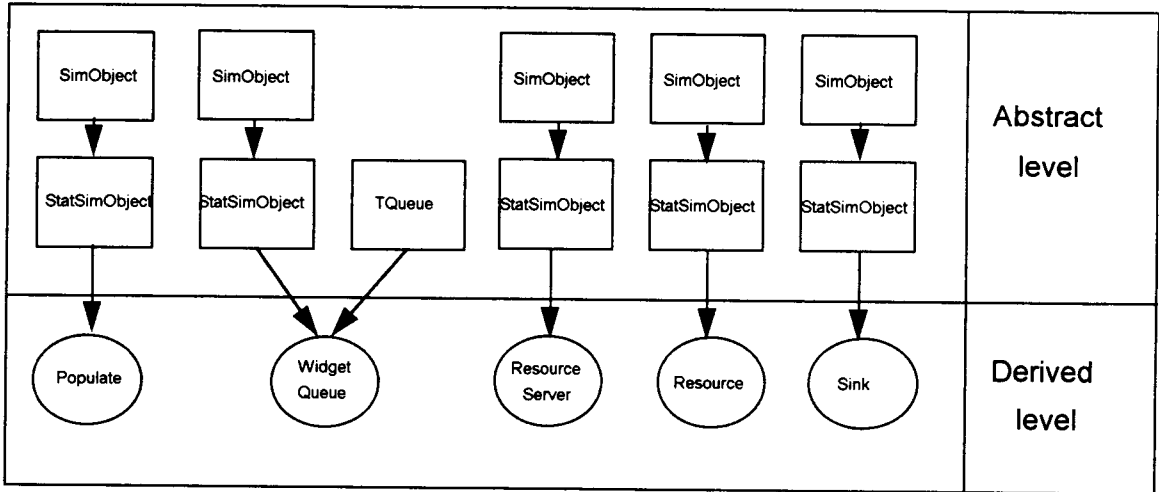 SimObject
SimObject
SimObject
SimObject
SimObject
Abstract
level
StatSimObject
StatSimObject
TQueue
StatSimObject
StatSimObject
StatSimObject
Populate
Widget
Queue
Resource
Server
Resource
Sink
Derived
level